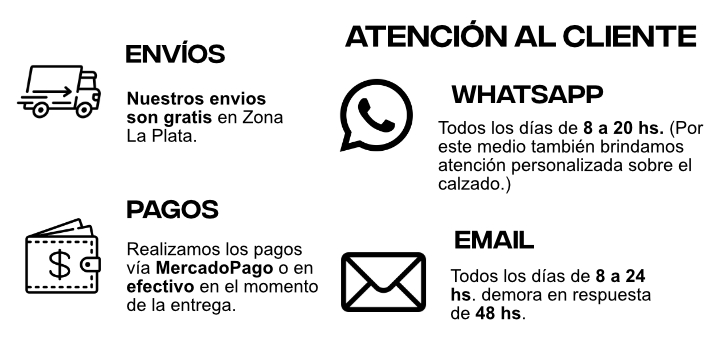 ENVÍOS
Nuestros envios
son gratis en Zona
La Plata.
PAGOS
Realizamos los pagos
vía MercadoPago o en
efectivo en el momento
de la entrega.
ATENCIÓN AL CLIENTE
WHATSAPP
Todos los días de 8 a 20 hs. (Por
este medio también brindamos
atención personalizada sobre el
calzado.)
EMAIL
Todos los días de 8 a 24
hs. demora en respuesta
de 48 hs.
$